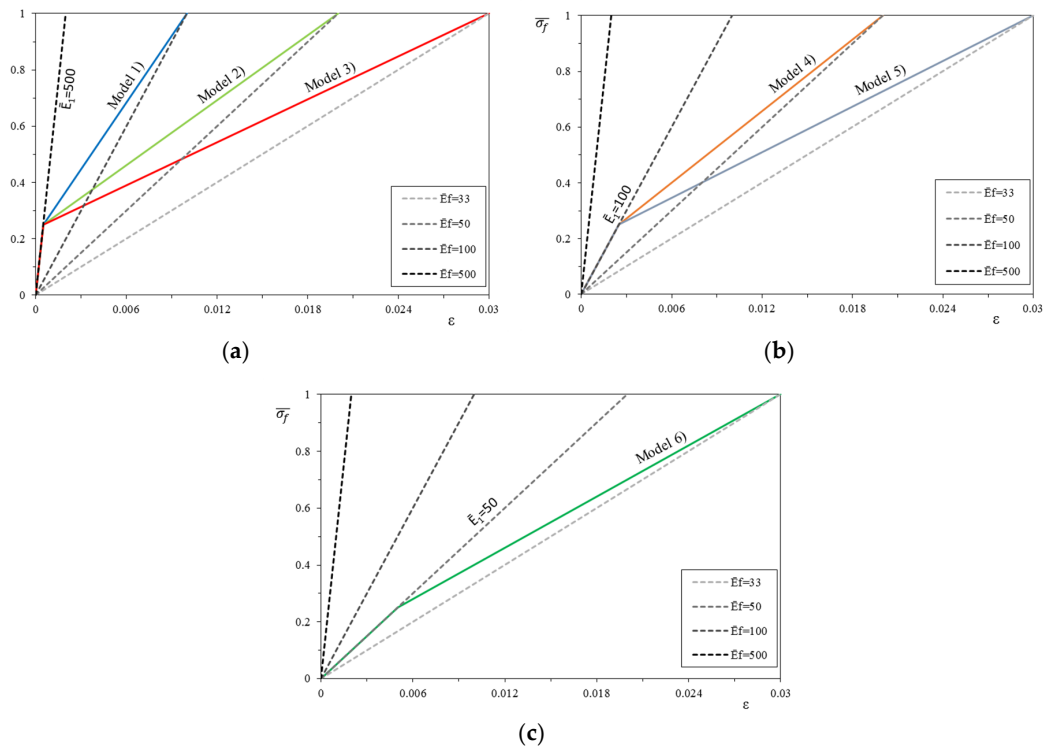 σf
1
0.8
0.6
0.4
0.2
0
0
0.006
0.012
0.018
0.024
0.03
ε
Ē₁=500
Model 1)
Model 2)
Model 3)
Ēf=33
Ēf=50
Ēf=100
Ēf=500
(a)
σf
1
0.8
0.6
0.4
0.2
0
0
0.006
0.012
0.018
0.024
0.03
ε
Ē₁=100
Model 4)
Model 5)
Ēf=33
Ēf=50
Ēf=100
Ēf=500
(b)
σf
1
0.8
0.6
0.4
0.2
0
0
0.006
0.012
0.018
0.024
0.03
ε
Ē₁=50
Model 6)
Ēf=33
Ēf=50
Ēf=100
Ēf=500
(c)